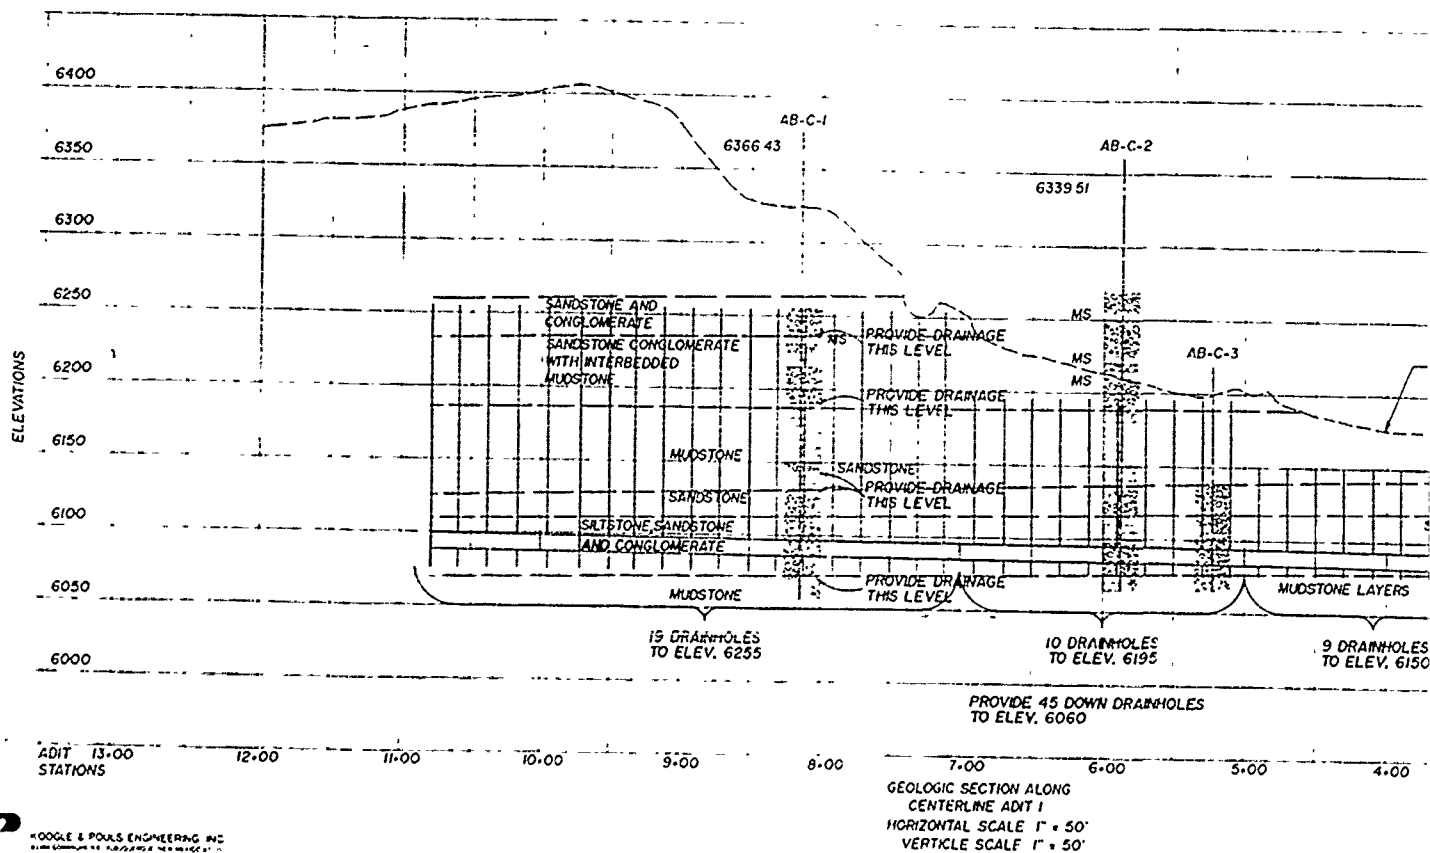 6400
AB-C-1
6366 43
AB-C-2
6350
6339 51
6300
6250
SANDSTONE AND
CONGLOMERATE
MS
PROVIDE DRAINAGE
THIS LEVEL
MS
SANDSTONE CONGLOMERATE
WITH INTERBEDDED
MUDSTONE
AB-C-3
MS
MS
6200
ELEVATIONS
PROVIDE DRAINAGE
THIS LEVEL
6150
MUDSTONE
SANDSTONE
PROVIDE DRAINAGE
THIS LEVEL
SANDSTONE
6100
SILTSTONE, SANDSTONE
AND CONGLOMERATE
PROVIDE DRAINAGE
THIS LEVEL
6050
MUDSTONE
MUDSTONE LAYERS
19 DRAINHOLES
TO ELEV. 6255
10 DRAINHOLES
TO ELEV. 6195
9 DRAINHOLES
TO ELEV. 6150
6000
PROVIDE 45 DOWN DRAINHOLES
TO ELEV. 6060
ADIT
STATIONS
13+00 12+00 11+00 10+00 9+00 8+00 7+00 6+00 5+00 4+00
GEOLOGIC SECTION ALONG
CENTERLINE ADIT 1
HORIZONTAL SCALE 1" = 50'
VERTICLE SCALE 1" = 50'
KOOGLE & POULS ENGINEERING INC